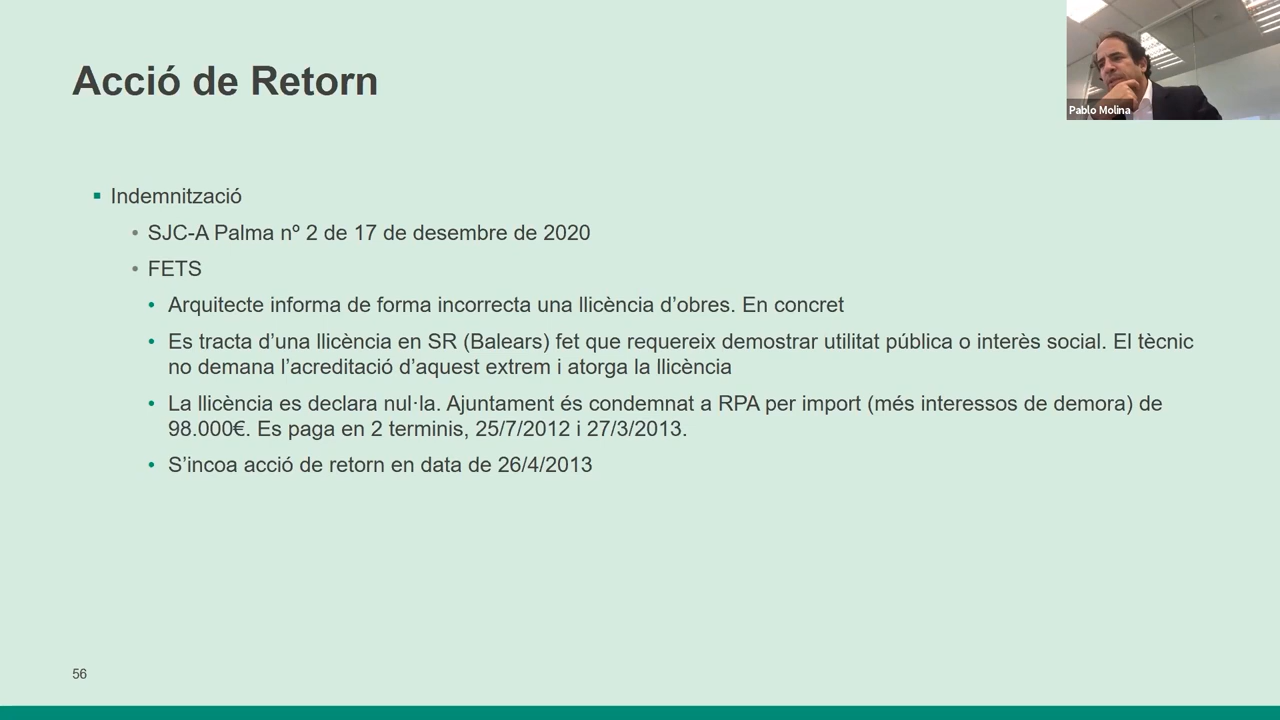 Acció de Retorn
Pablo Molina
Indemnització
SJC-A Palma nº 2 de 17 de desembre de 2020
FETS
Arquitecte informa de forma incorrecta una llicència d’obres. En concret
Es tracta d’una llicència en SR (Balears) fet que requereix demostrar utilitat pública o interès social. El tècnic
no demana l’acreditació d’aquest extrem i atorga la llicència
La llicència es declara nul·la. Ajuntament és condemnat a RPA per import (més interessos de demora) de
98.000€. Es paga en 2 terminis, 25/7/2012 i 27/3/2013.
S’incoa acció de retorn en data de 26/4/2013
56